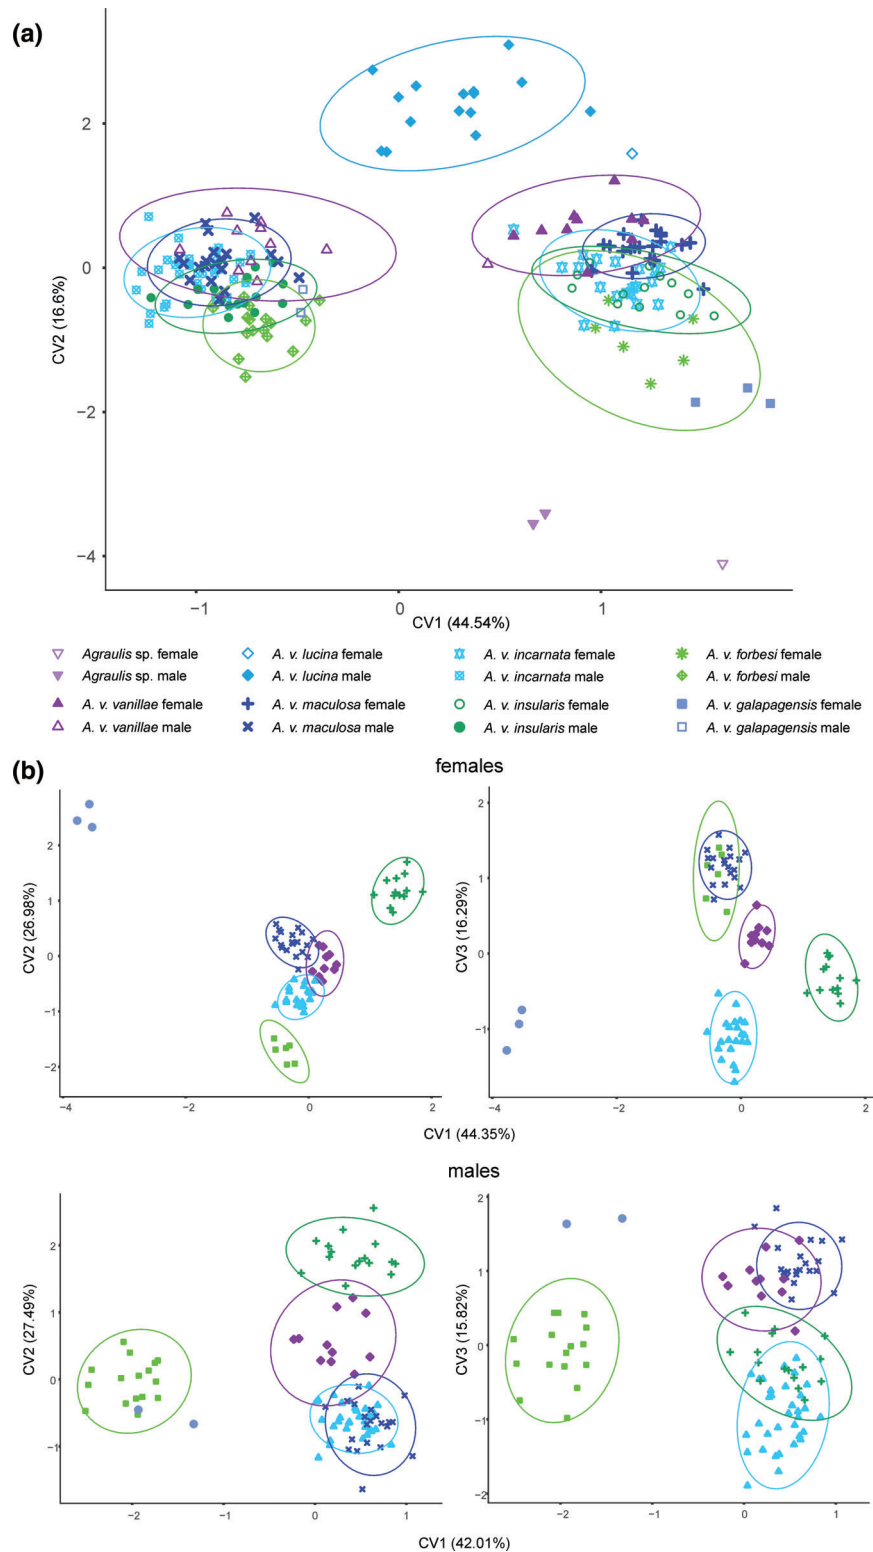 (a)
2
0
−2
−4
CV2 (16.6%)
−1
0
1
CV1 (44.54%)
Agraulis sp. female
A. v. lucina female
A. v. incarnata female
A. v. forbesi female
Agraulis sp. male
A. v. lucina male
A. v. incarnata male
A. v. forbesi male
A. v. vanillae female
A. v. maculosa female
A. v. insularis female
A. v. galapagensis female
A. v. vanillae male
A. v. maculosa male
A. v. insularis male
A. v. galapagensis male
(b)
females
2
1
0
−1
−2
CV2 (26.98%)
−4
−2
0
2
2
1
0
−1
CV3 (16.29%)
−4
−2
0
2
CV1 (44.35%)
males
2
1
0
−1
CV2 (27.49%)
−2
−1
0
1
2
1
0
−1
−2
CV3 (15.82%)
−2
−1
0
1
CV1 (42.01%)